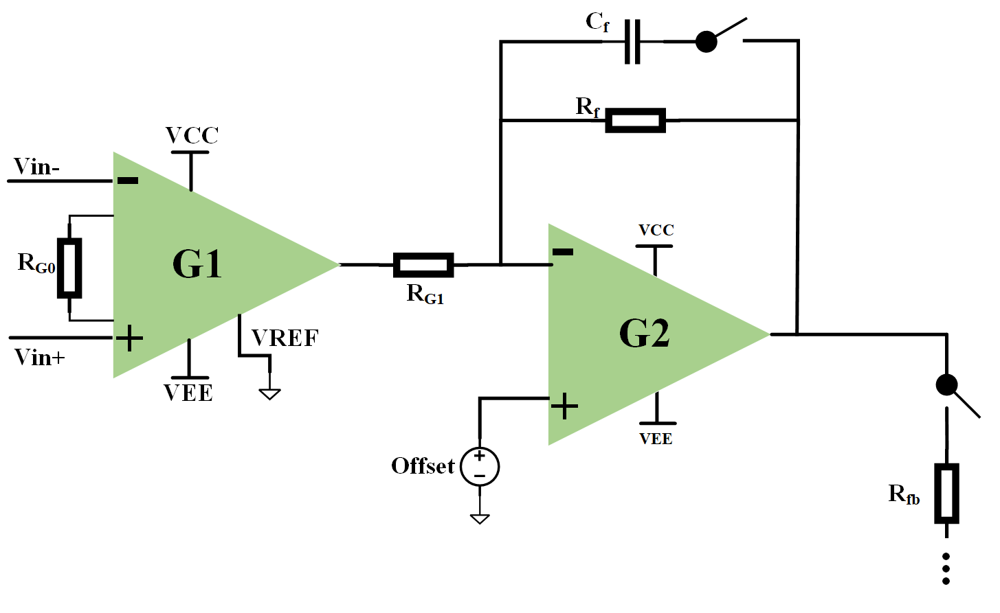 Cf
Rf
VCC
Vin-
RG0
G1
RG1
VCC
G2
VREF
Vin+
VEE
VEE
Offset
Rfb